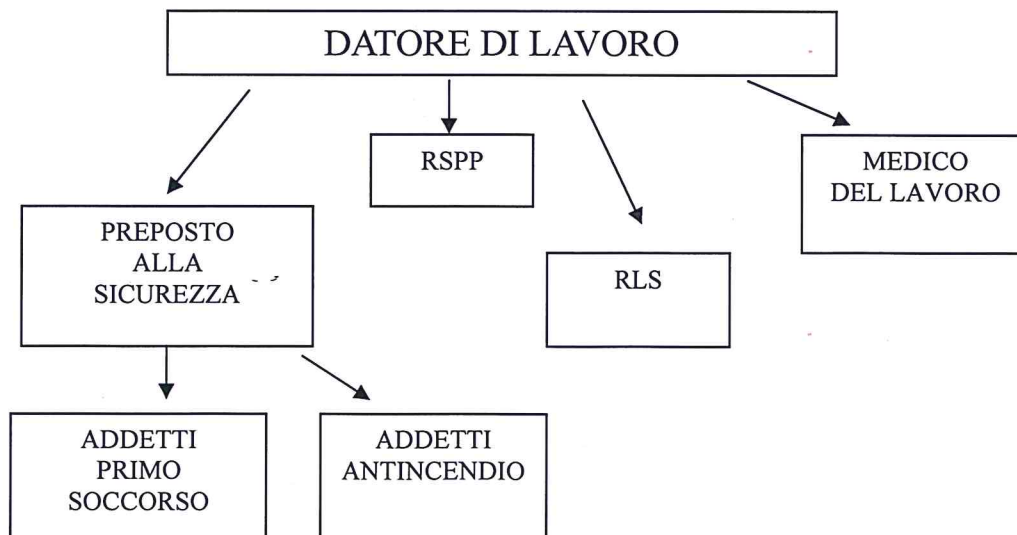 DATORE DI LAVORO
RSPP
MEDICO
DEL LAVORO
PREPOSTO
ALLA
SICUREZZA
RLS
ADDETTI
PRIMO
SOCCORSO
ADDETTI
ANTINCENDIO